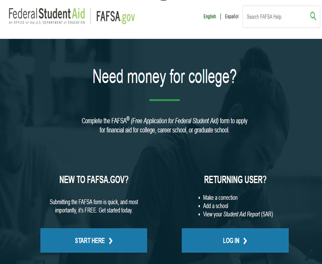 Federal Student Aid | FAFSA.gov
AN OFFICE OF THE U.S. DEPARTMENT OF EDUCATION
English | Español
Search FAFSA Help
Need money for college?
Complete the FAFSA® (Free Application for Federal Student Aid) form to apply
for financial aid for college, career school, or graduate school.
NEW TO FAFSA.GOV?
Submitting the FAFSA form is quick, and most
importantly, it's FREE. Get started today.
START HERE ❯
RETURNING USER?
• Make a correction
• Add a school
• View your Student Aid Report (SAR)
LOG IN ❯